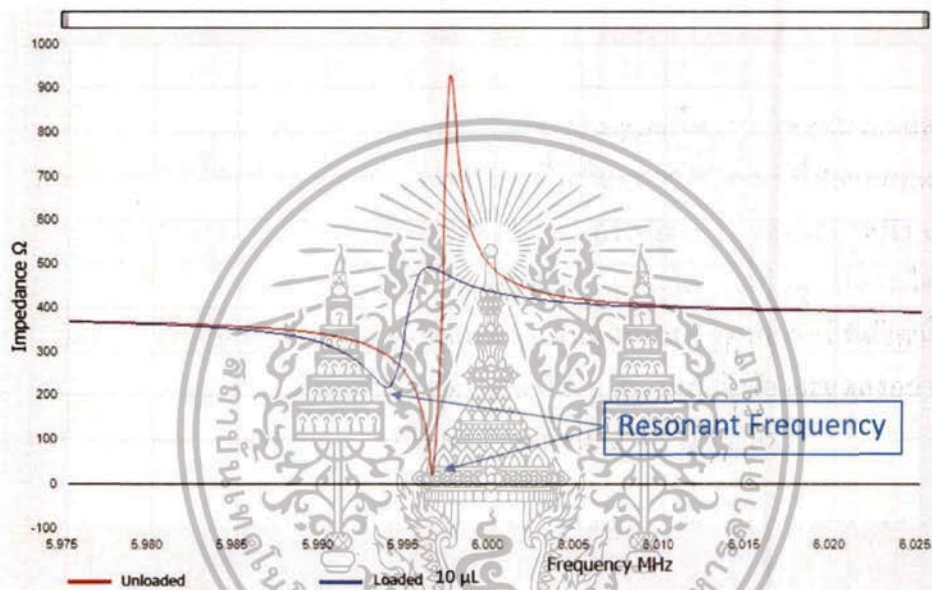 1000
900
800
700
600
500
400
300
200
100
0
-100
Impedance Ω
Resonant Frequency
5.975 5.980 5.985 5.990 5.995 6.000 6.005 6.010 6.015 6.020 6.025
Frequency MHz
Unloaded Loaded 10 μL